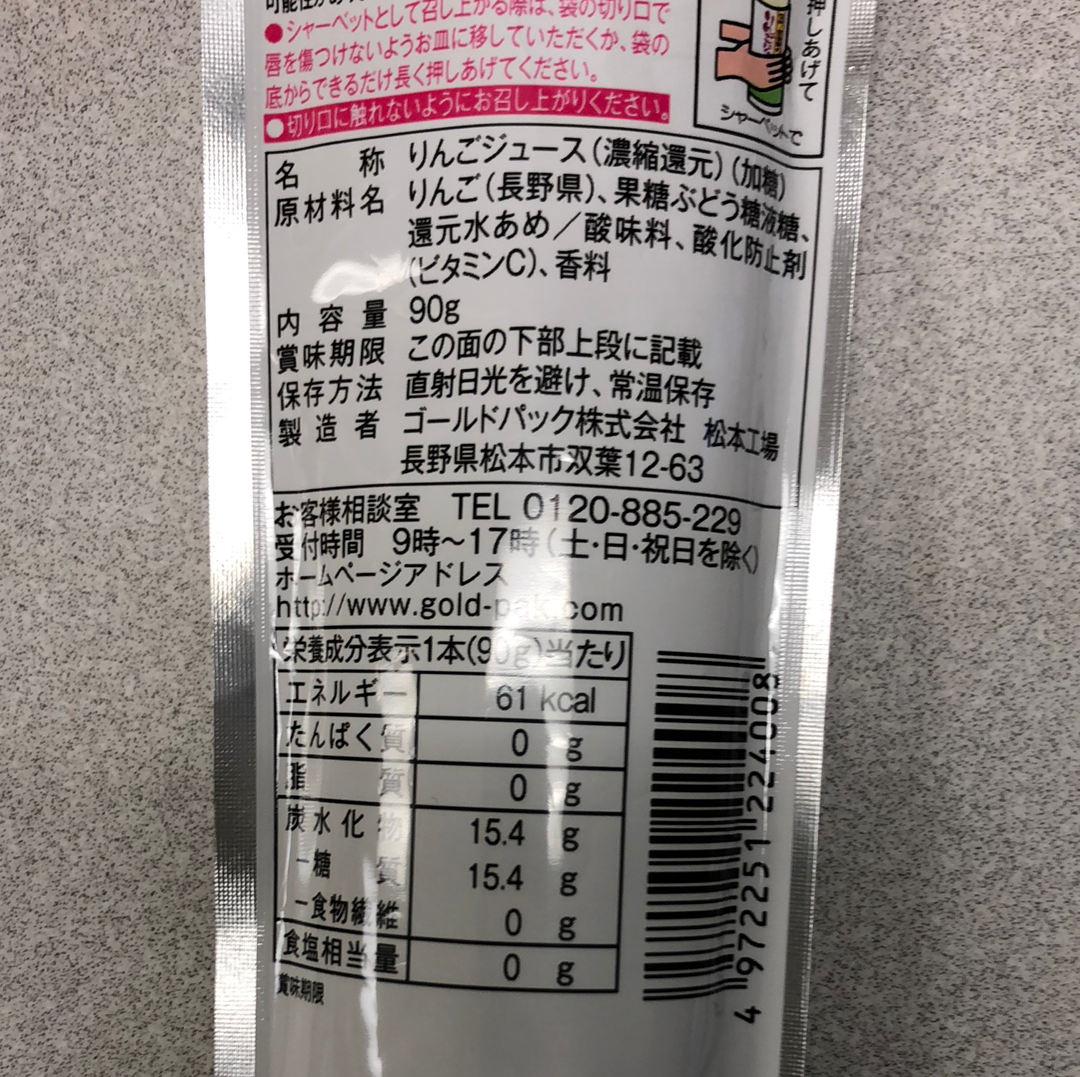 ●シャーベットとして召し上がる際は、袋の切り口で
唇を傷つけないようお皿に移していただくか、袋の
底からできるだけ長く押しあげてください。
●切り口に触れないようにお召し上がりください。
押しあげて
シャーベットで
名称 りんごジュース(濃縮還元)(加糖)
原材料名 りんご(長野県)、果糖ぶどう糖液糖、
還元水あめ/酸味料、酸化防止剤
(ビタミンC)、香料
内容量 90g
賞味期限 この面の下部上段に記載
保存方法 直射日光を避け、常温保存
製造者 ゴールドパック株式会社 松本工場
長野県松本市双葉12-63
お客様相談室 TEL 0120-885-229
受付時間 9時~17時(土・日・祝日を除く)
ホームページアドレス
http://www.gold-pak.com
栄養成分表示1本(90g)当たり
エネルギー 61 kcal
たんぱく質 0 g
脂質 0 g
炭水化物 15.4 g
-糖質 15.4 g
-食物繊維 0 g
食塩相当量 0 g
賞味期限
4972251224008